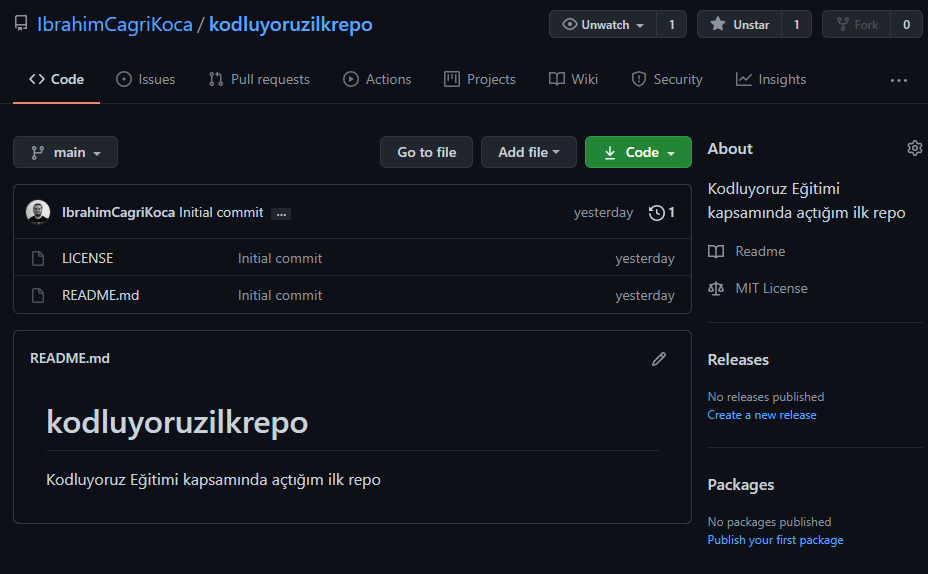 IbrahimCagriKoca / kodluyoruzilkrepo
Unwatch 1
Unstar 1
Fork 0
Code Issues Pull requests Actions Projects Wiki Security Insights ...
main
Go to file
Add file
Code
IbrahimCagriKoca Initial commit ... yesterday 1
LICENSE Initial commit yesterday
README.md Initial commit yesterday
README.md
kodluyoruzilkrepo
Kodluyoruz Eğitimi kapsamında açtığım ilk repo
About
Kodluyoruz Eğitimi
kapsamında açtığım ilk repo
Readme
MIT License
Releases
No releases published
Create a new release
Packages
No packages published
Publish your first package